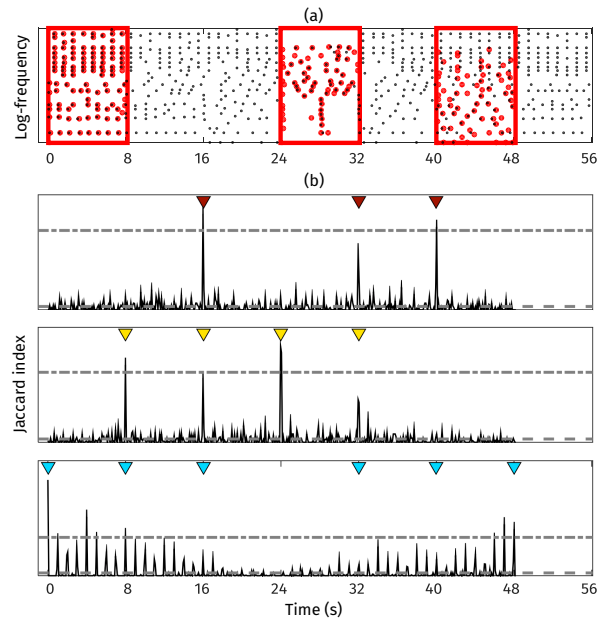 (a)
Log-frequency
0 8 16 24 32 40 48 56
(b)
Jaccard index
0 8 16 24 32 40 48 56
Time (s)